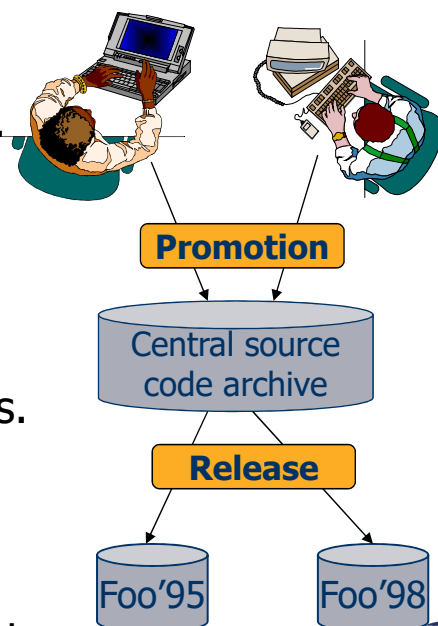 Promotion
Central source
code archive
s.
Release
Foo'95
Foo'98